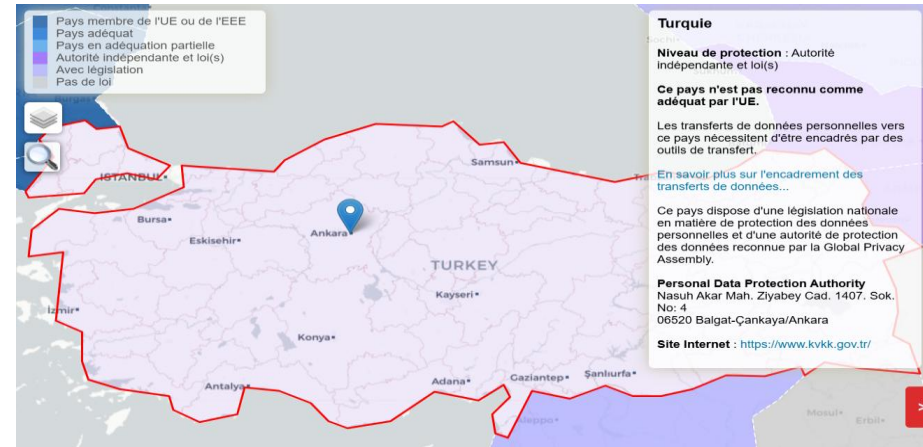 Pays membre de l'UE ou de l'EEE
Pays adéquat
Pays en adéquation partielle
Autorité indépendante et loi(s)
Avec législation
Pas de loi
Burgas
ISTANBUL
Bursa
Eskisehir
Ankara
Samsun
TURKEY
Kayseri
Izmir
Konya
Antalya
Adana
Gaziantep
Şanlıurfa
Aleppo
Mosul
Erbil
Turquie
Niveau de protection : Autorité
indépendante et loi(s)
Ce pays n'est pas reconnu comme
adéquat par l'UE.
Les transferts de données personnelles vers
ce pays nécessitent d'être encadrés par des
outils de transfert.
En savoir plus sur l'encadrement des
transferts de données...
Ce pays dispose d'une législation nationale
en matière de protection des données
personnelles et d'une autorité de protection
des données reconnue par la Global Privacy
Assembly.
Personal Data Protection Authority
Nasuh Akar Mah. Ziyabey Cad. 1407. Sok.
No: 4
06520 Balgat-Çankaya/Ankara
Site Internet : https://www.kvkk.gov.tr/
>